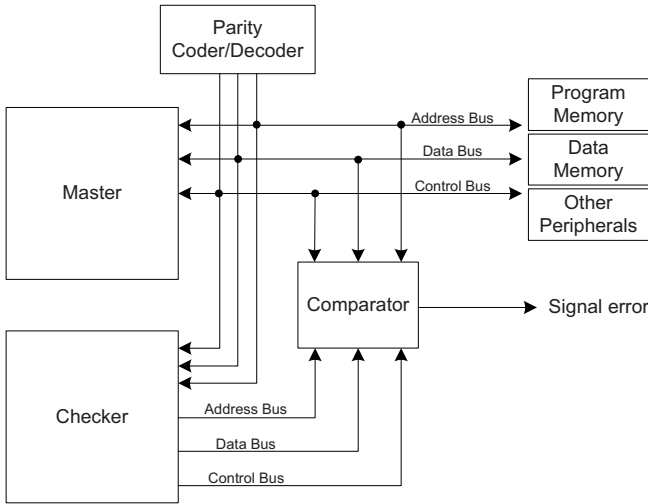 Parity
Coder/Decoder
Program
Memory
Address Bus
Data
Memory
Data Bus
Master
Control Bus
Other
Peripherals
Comparator
Signal error
Checker
Address Bus
Data Bus
Control Bus